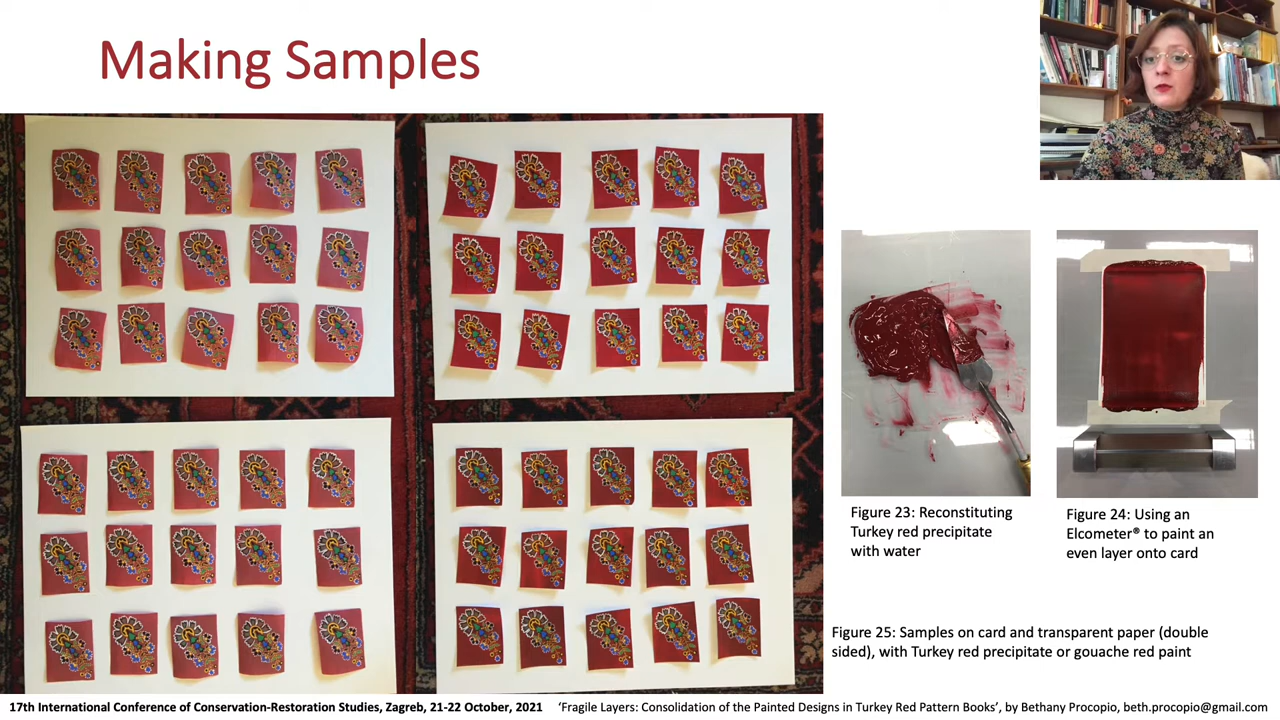 Making Samples
Figure 23: Reconstituting
Turkey red precipitate
with water
Figure 24: Using an
Elcometer® to paint an
even layer onto card
Figure 25: Samples on card and transparent paper (double
sided), with Turkey red precipitate or gouache red paint
17th International Conference of Conservation-Restoration Studies, Zagreb, 21-22 October, 2021 ‘Fragile Layers: Consolidation of the Painted Designs in Turkey Red Pattern Books’, by Bethany Procopio, beth.procopio@gmail.com